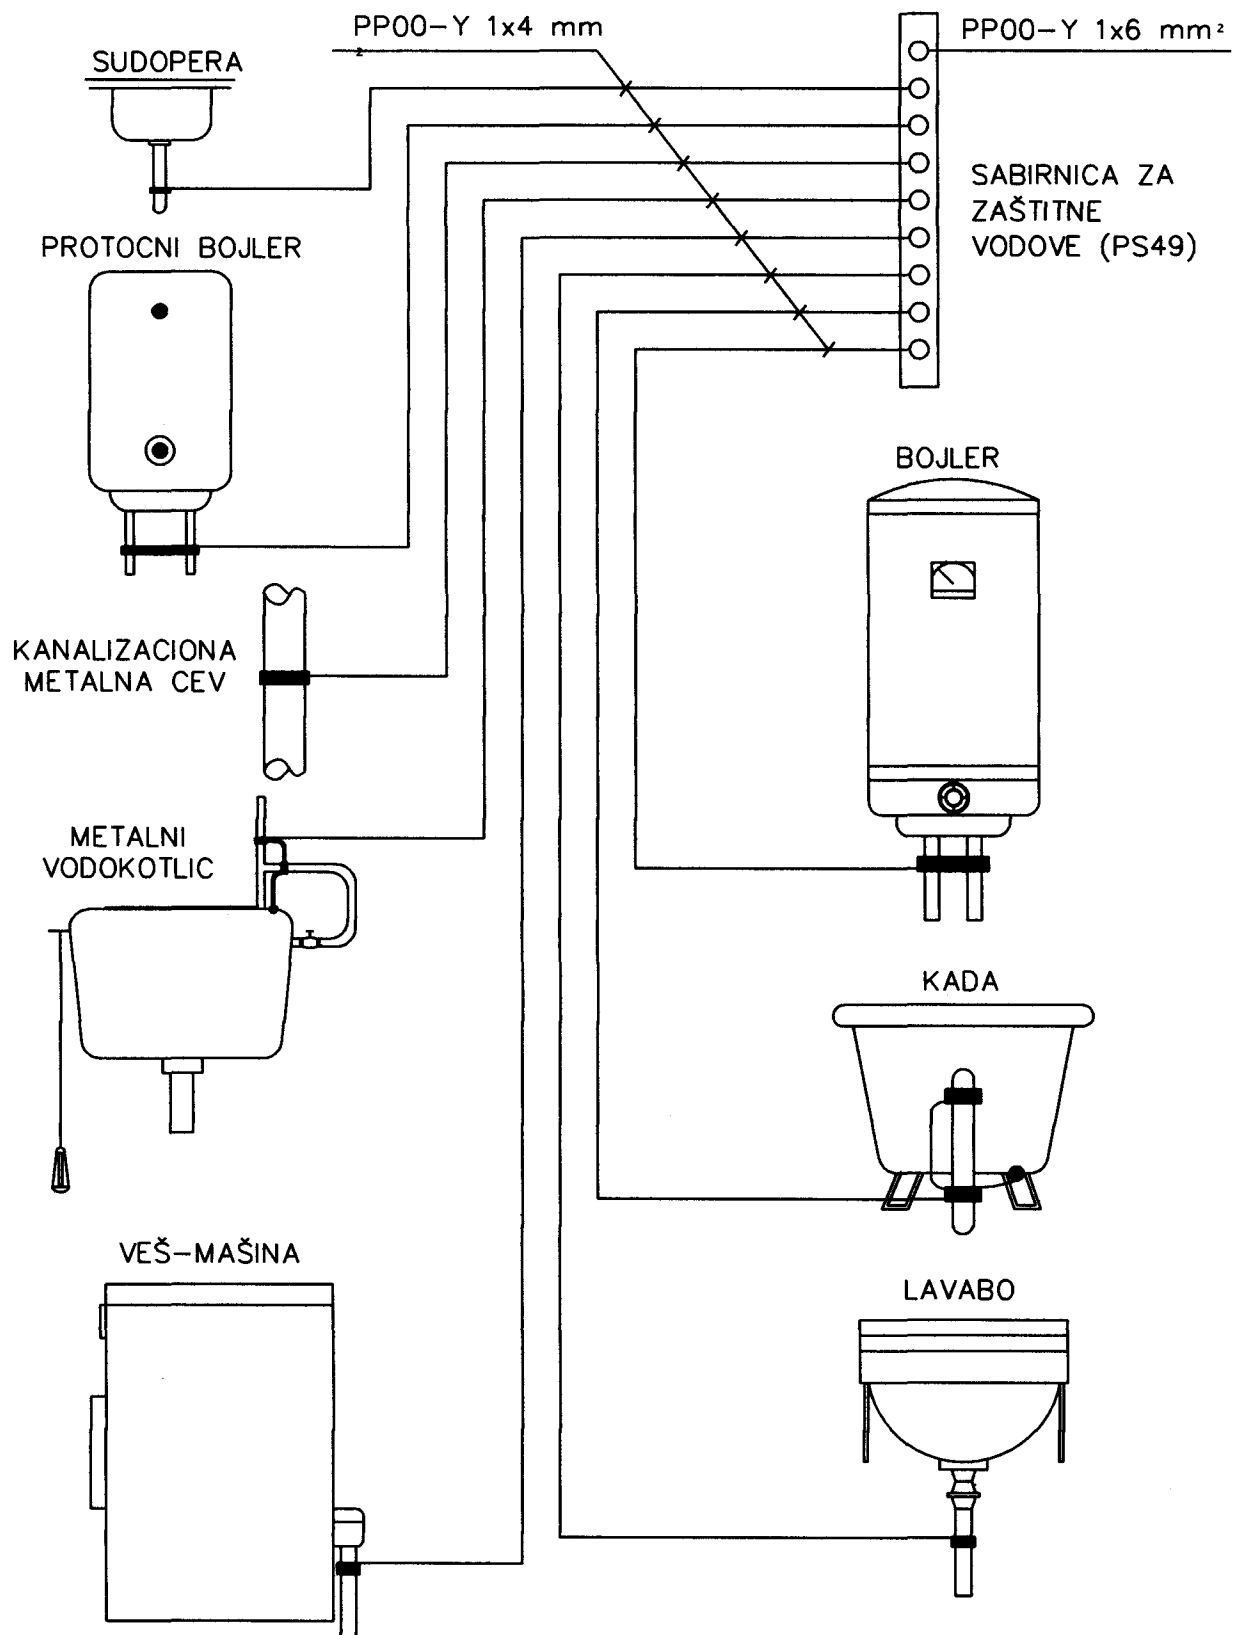 PP00-Y 1x4 mm²
PP00-Y 1x6 mm²
SUDOPERA
SABIRNICA ZA
ZAŠTITNE
VODOVE (PS49)
PROTOCNI BOJLER
BOJLER
KANALIZACIONA
METALNA CEV
METALNI
VODOKOTLIC
KADA
VEŠ-MAŠINA
LAVABO